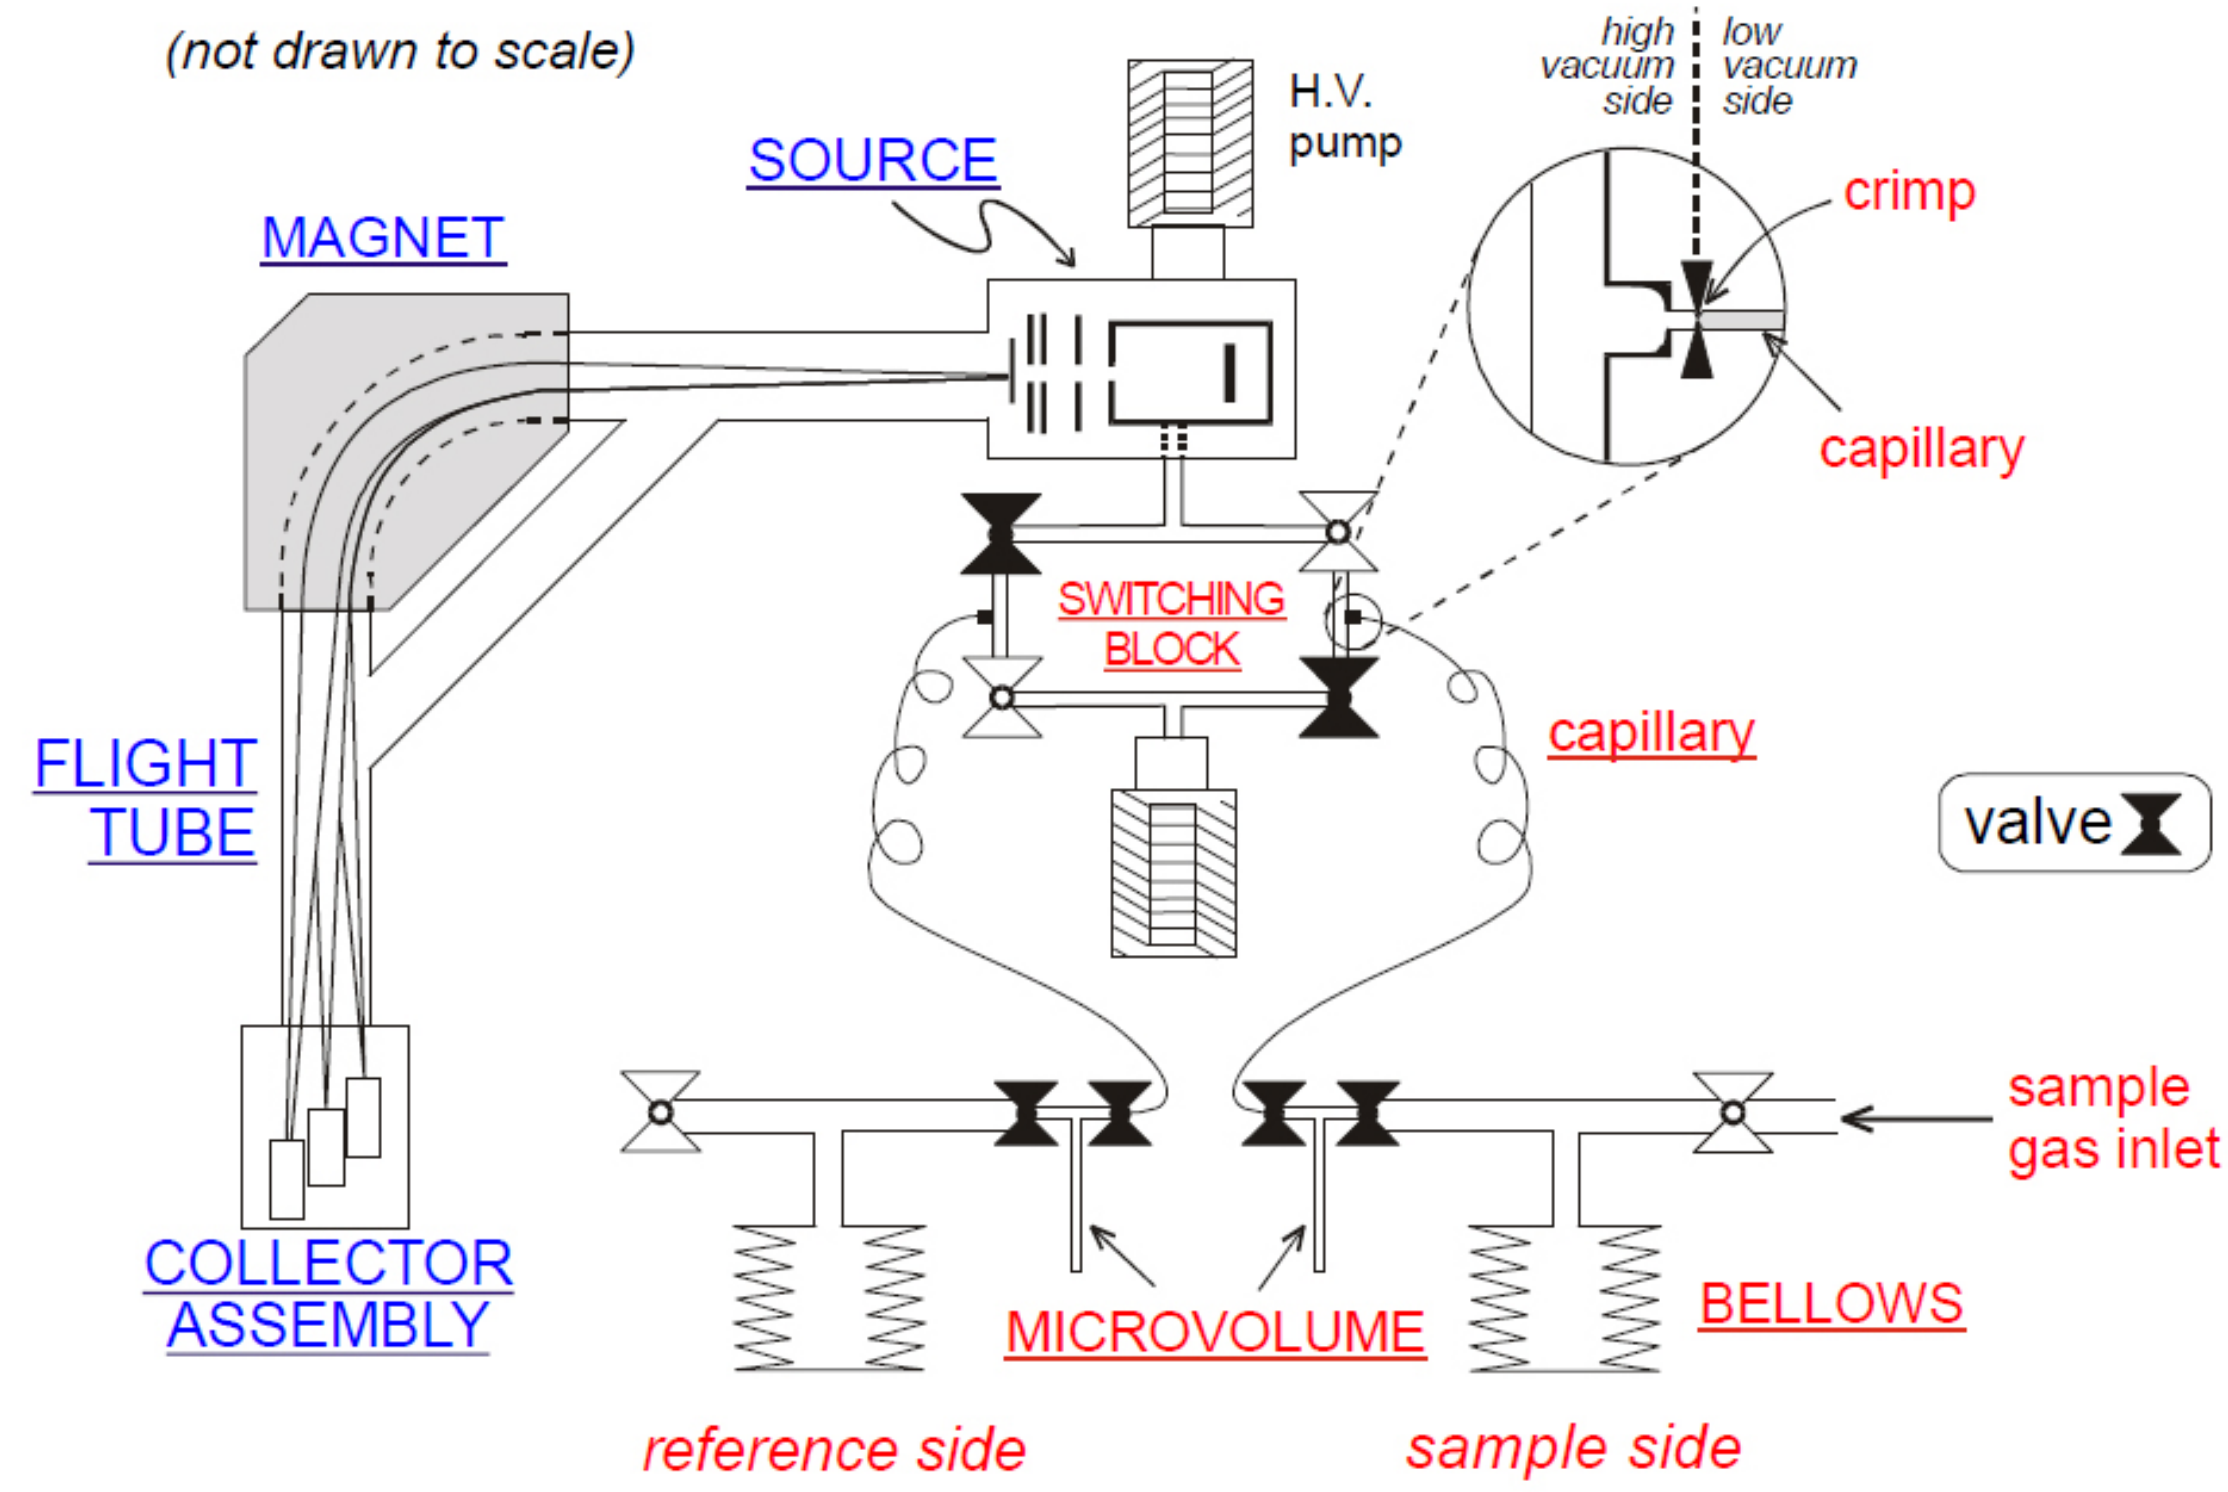 (not drawn to scale)
high
vacuum
side
low
vacuum
side
H.V.
pump
SOURCE
crimp
MAGNET
capillary
SWITCHING
BLOCK
capillary
FLIGHT
TUBE
valve
sample
gas inlet
COLLECTOR
ASSEMBLY
MICROVOLUME
BELLOWS
reference side
sample side